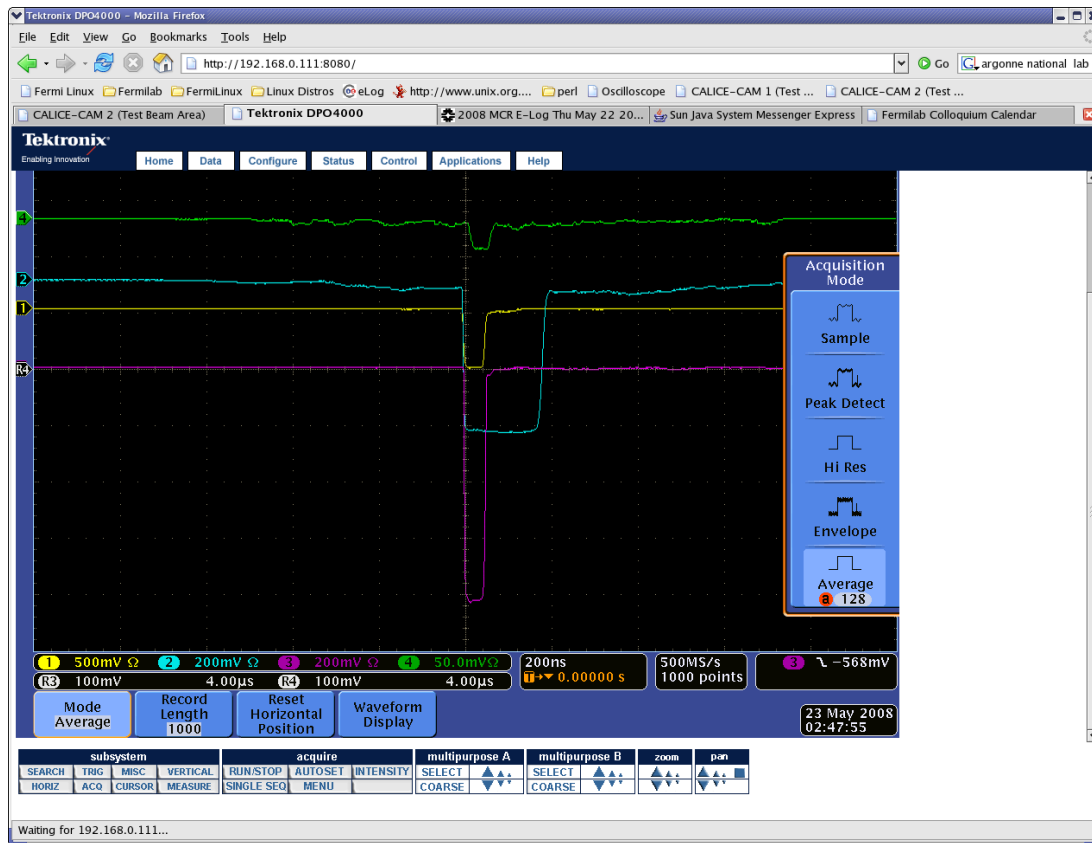 Tektronix DPO4000 - Mozilla Firefox
File Edit View Go Bookmarks Tools Help
http://192.168.0.111:8080/ Go G argonne national lab
Fermi Linux Fermilab FermiLinux Linux Distros eLog http://www.unix.org.... perl Oscilloscope CALICE-CAM 1 (Test ... CALICE-CAM 2 (Test ...
CALICE-CAM 2 (Test Beam Area) Tektronix DPO4000 2008 MCR E-Log Thu May 22 20... Sun Java System Messenger Express Fermilab Colloquium Calendar
Tektronix
Enabling Innovation
Home Data Configure Status Control Applications Help
4
2
1
R4
Acquisition
Mode
Sample
Peak Detect
Hi Res
Envelope
Average
a 128
1 500mV Ω 2 200mV Ω 3 200mV Ω 4 50.0mVΩ
R3 100mV 4.00µs R4 100mV 4.00µs
200ns
T→▼ 0.00000 s
500MS/s
1000 points
3 -568mV
Mode
Average
Record
Length
1000
Reset
Horizontal
Position
Waveform
Display
23 May 2008
02:47:55
subsystem acquire multipurpose A multipurpose B zoom pan
SEARCH TRIG MISC VERTICAL RUN/STOP AUTOSET INTENSITY SELECT SELECT
HORIZ ACQ CURSOR MEASURE SINGLE SEQ MENU COARSE COARSE
Waiting for 192.168.0.111...